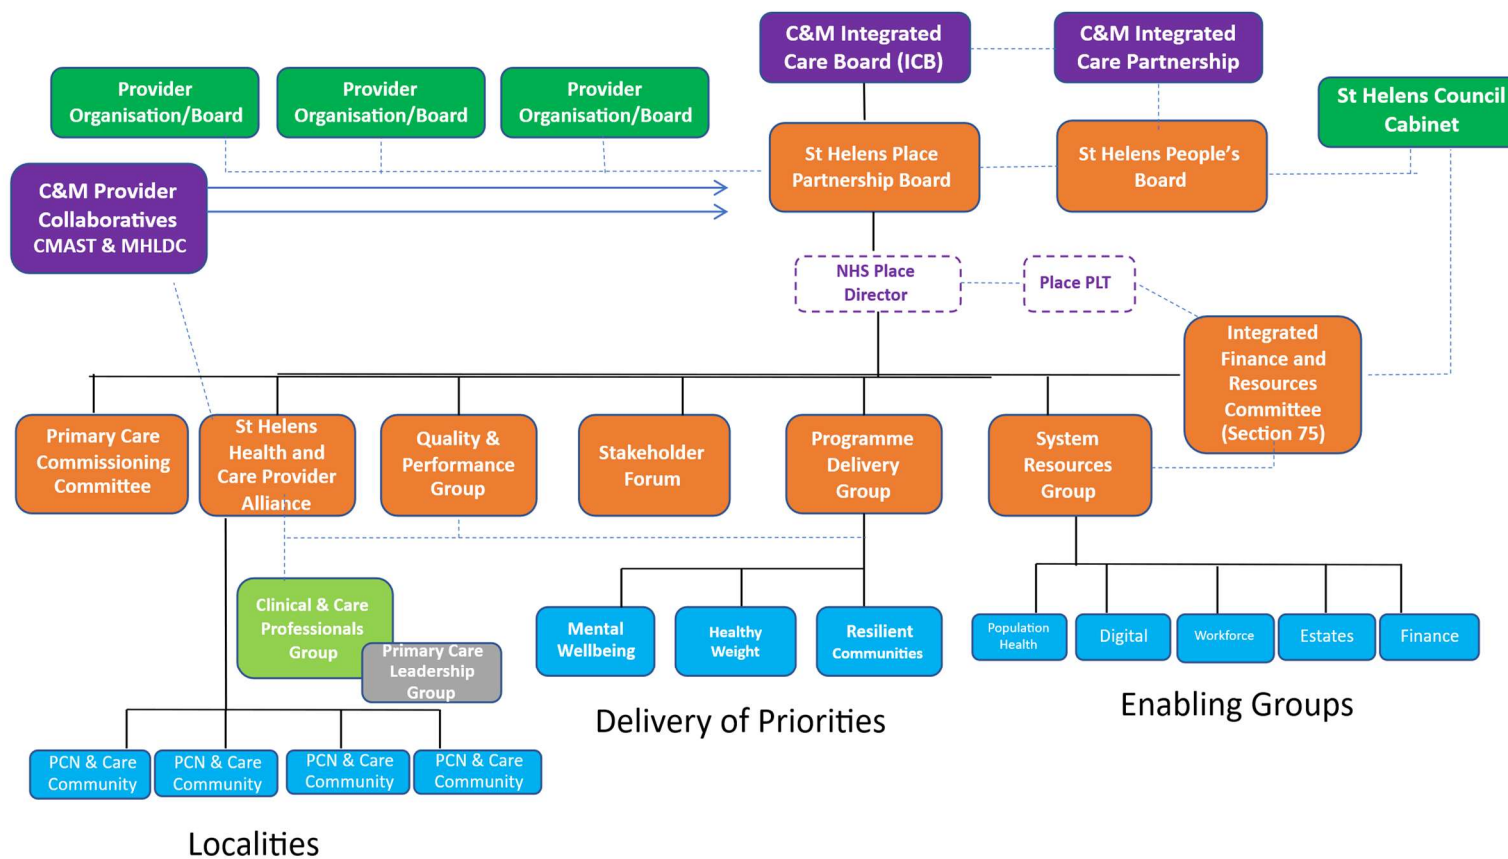 C&M Integrated
Care Board (ICB)
C&M Integrated
Care Partnership
Provider
Organisation/Board
Provider
Organisation/Board
Provider
Organisation/Board
St Helens Council
Cabinet
St Helens Place
Partnership Board
St Helens People's
Board
C&M Provider
Collaboratives
CMAST & MHLDC
NHS Place
Director
Place PLT
Integrated
Finance and
Resources
Committee
(Section 75)
Primary Care
Commissioning
Committee
St Helens
Health and
Care Provider
Alliance
Quality &
Performance
Group
Stakeholder
Forum
Programme
Delivery
Group
System
Resources
Group
Clinical & Care
Professionals
Group
Primary Care
Leadership
Group
Mental
Wellbeing
Healthy
Weight
Resilient
Communities
Population
Health
Digital
Workforce
Estates
Finance
Delivery of Priorities
Enabling Groups
PCN & Care
Community
PCN & Care
Community
PCN & Care
Community
PCN & Care
Community
Localities